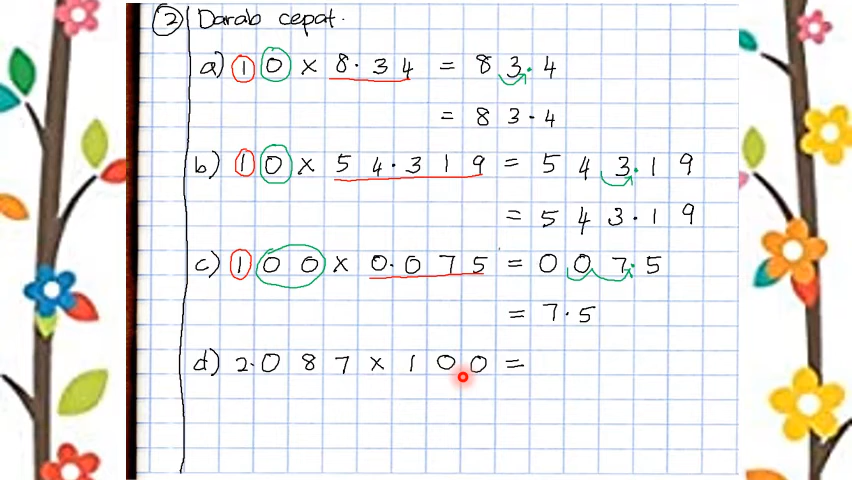 2 Darab cepat.
a) 10 × 8.34 = 83.4
= 83.4
b) 10 × 54.319 = 543.19
= 543.19
c) 100 × 0.075 = 007.5
= 7.5
d) 2.087 × 100 =